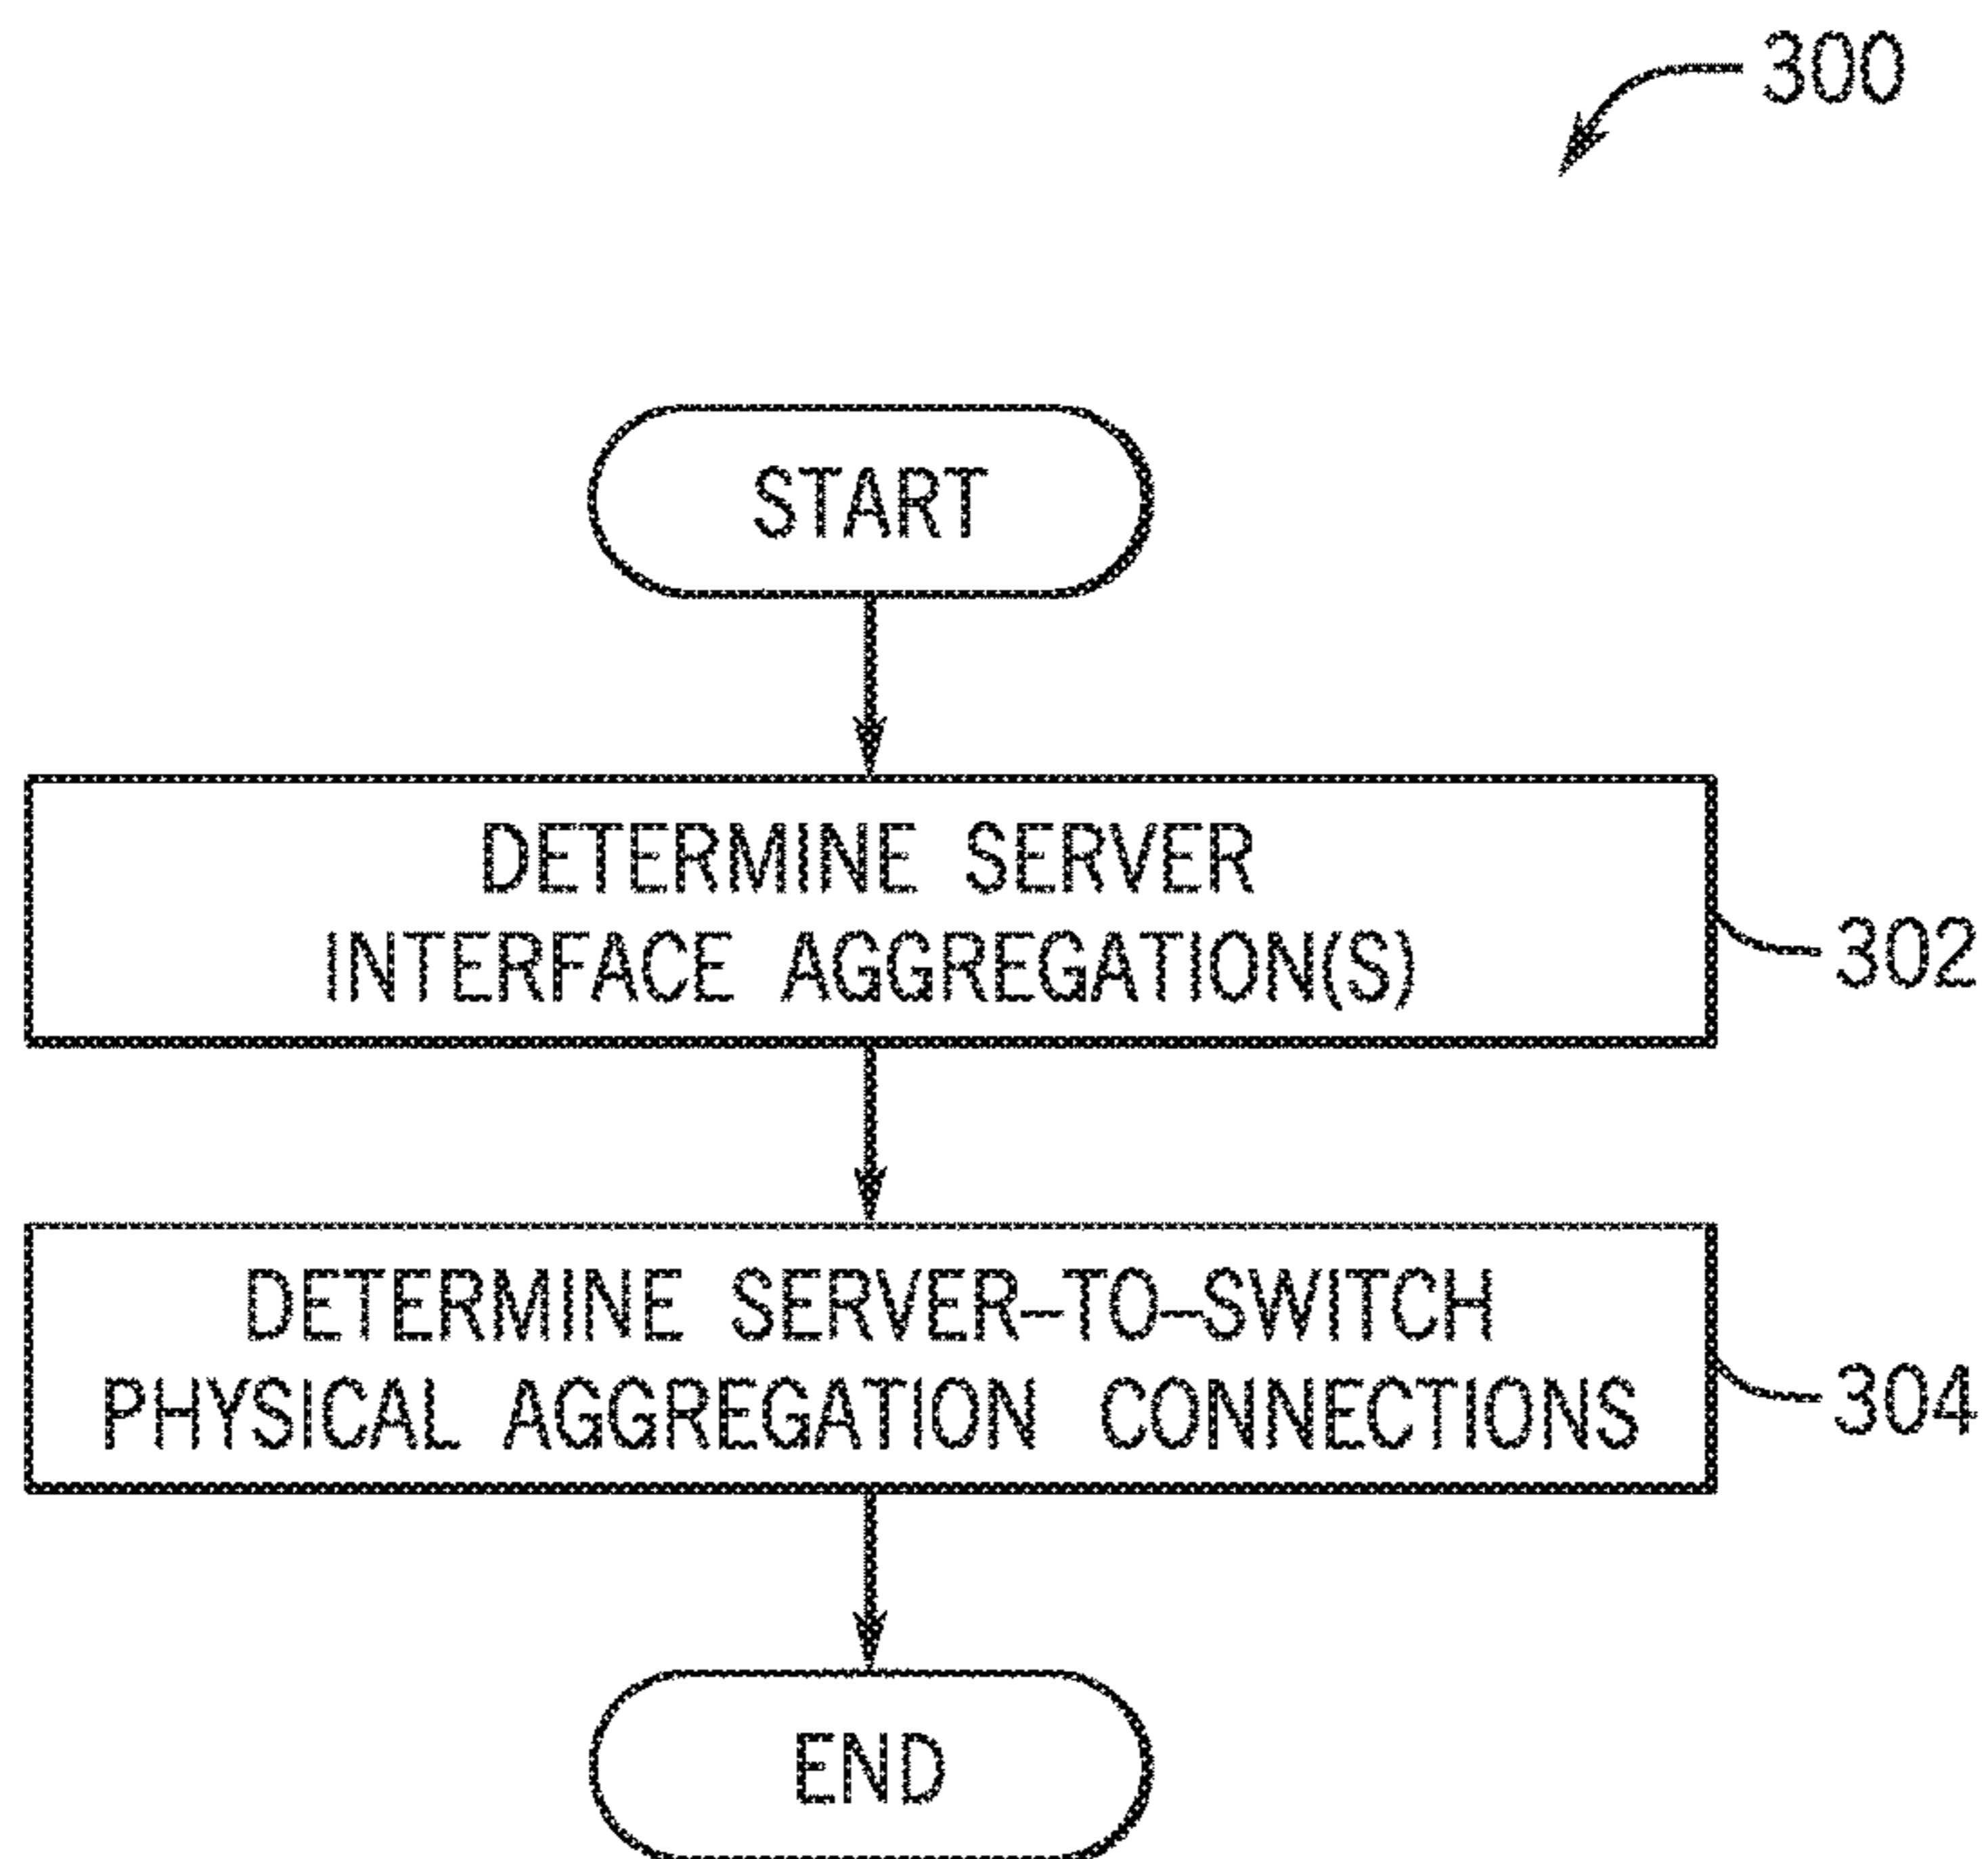 300
START
DETERMINE SERVER
INTERFACE AGGREGATION(S)
302
DETERMINE SERVER-TO-SWITCH
PHYSICAL AGGREGATION CONNECTIONS
304
END